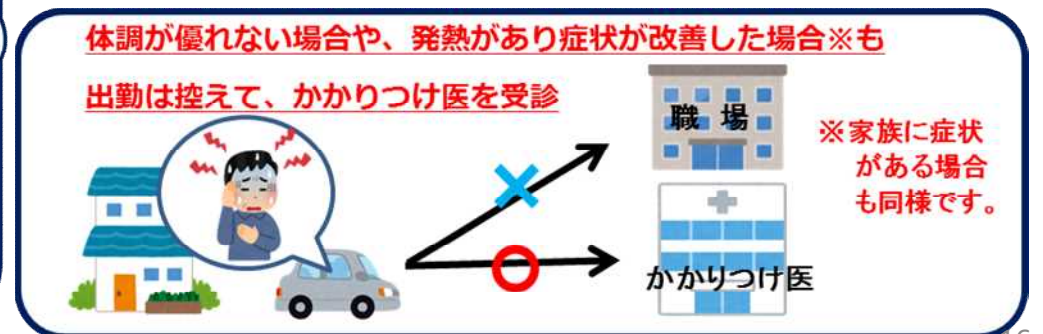 体調が優れない場合や、発熱があり症状が改善した場合※も
出勤は控えて、かかりつけ医を受診
職 場
※家族に症状
がある場合
も同様です。
かかりつけ医